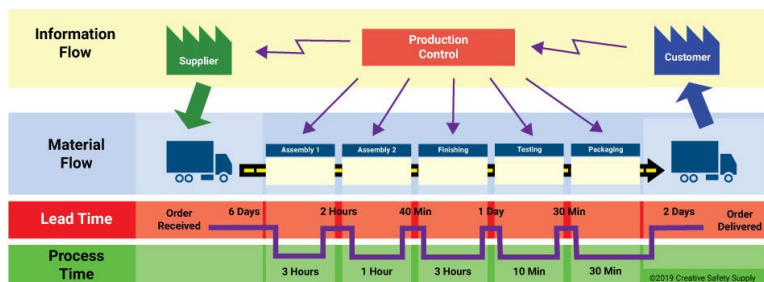 Information
Flow
Supplier
Production
Control
Customer
Material
Flow
Assembly 1
Assembly 2
Finishing
Testing
Packaging
Lead Time
Order
Received
6 Days
2 Hours
40 Min
1 Day
30 Min
2 Days
Order
Delivered
Process
Time
3 Hours
1 Hour
3 Hours
10 Min
30 Min
©2019 Creative Safety Supply